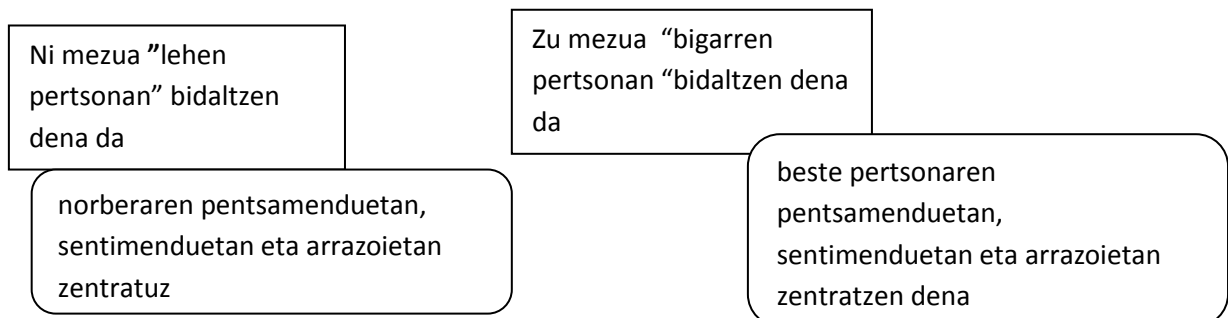 Ni mezua ”lehen
pertsonan” bidaltzen
dena da
norberaren pentsamenduetan,
sentimenduetan eta arrazoietan
zentratuz
Zu mezua “bigarren
pertsonan “bidaltzen dena
da
beste pertsonaren
pentsamenduetan,
sentimenduetan eta arrazoietan
zentratzen dena